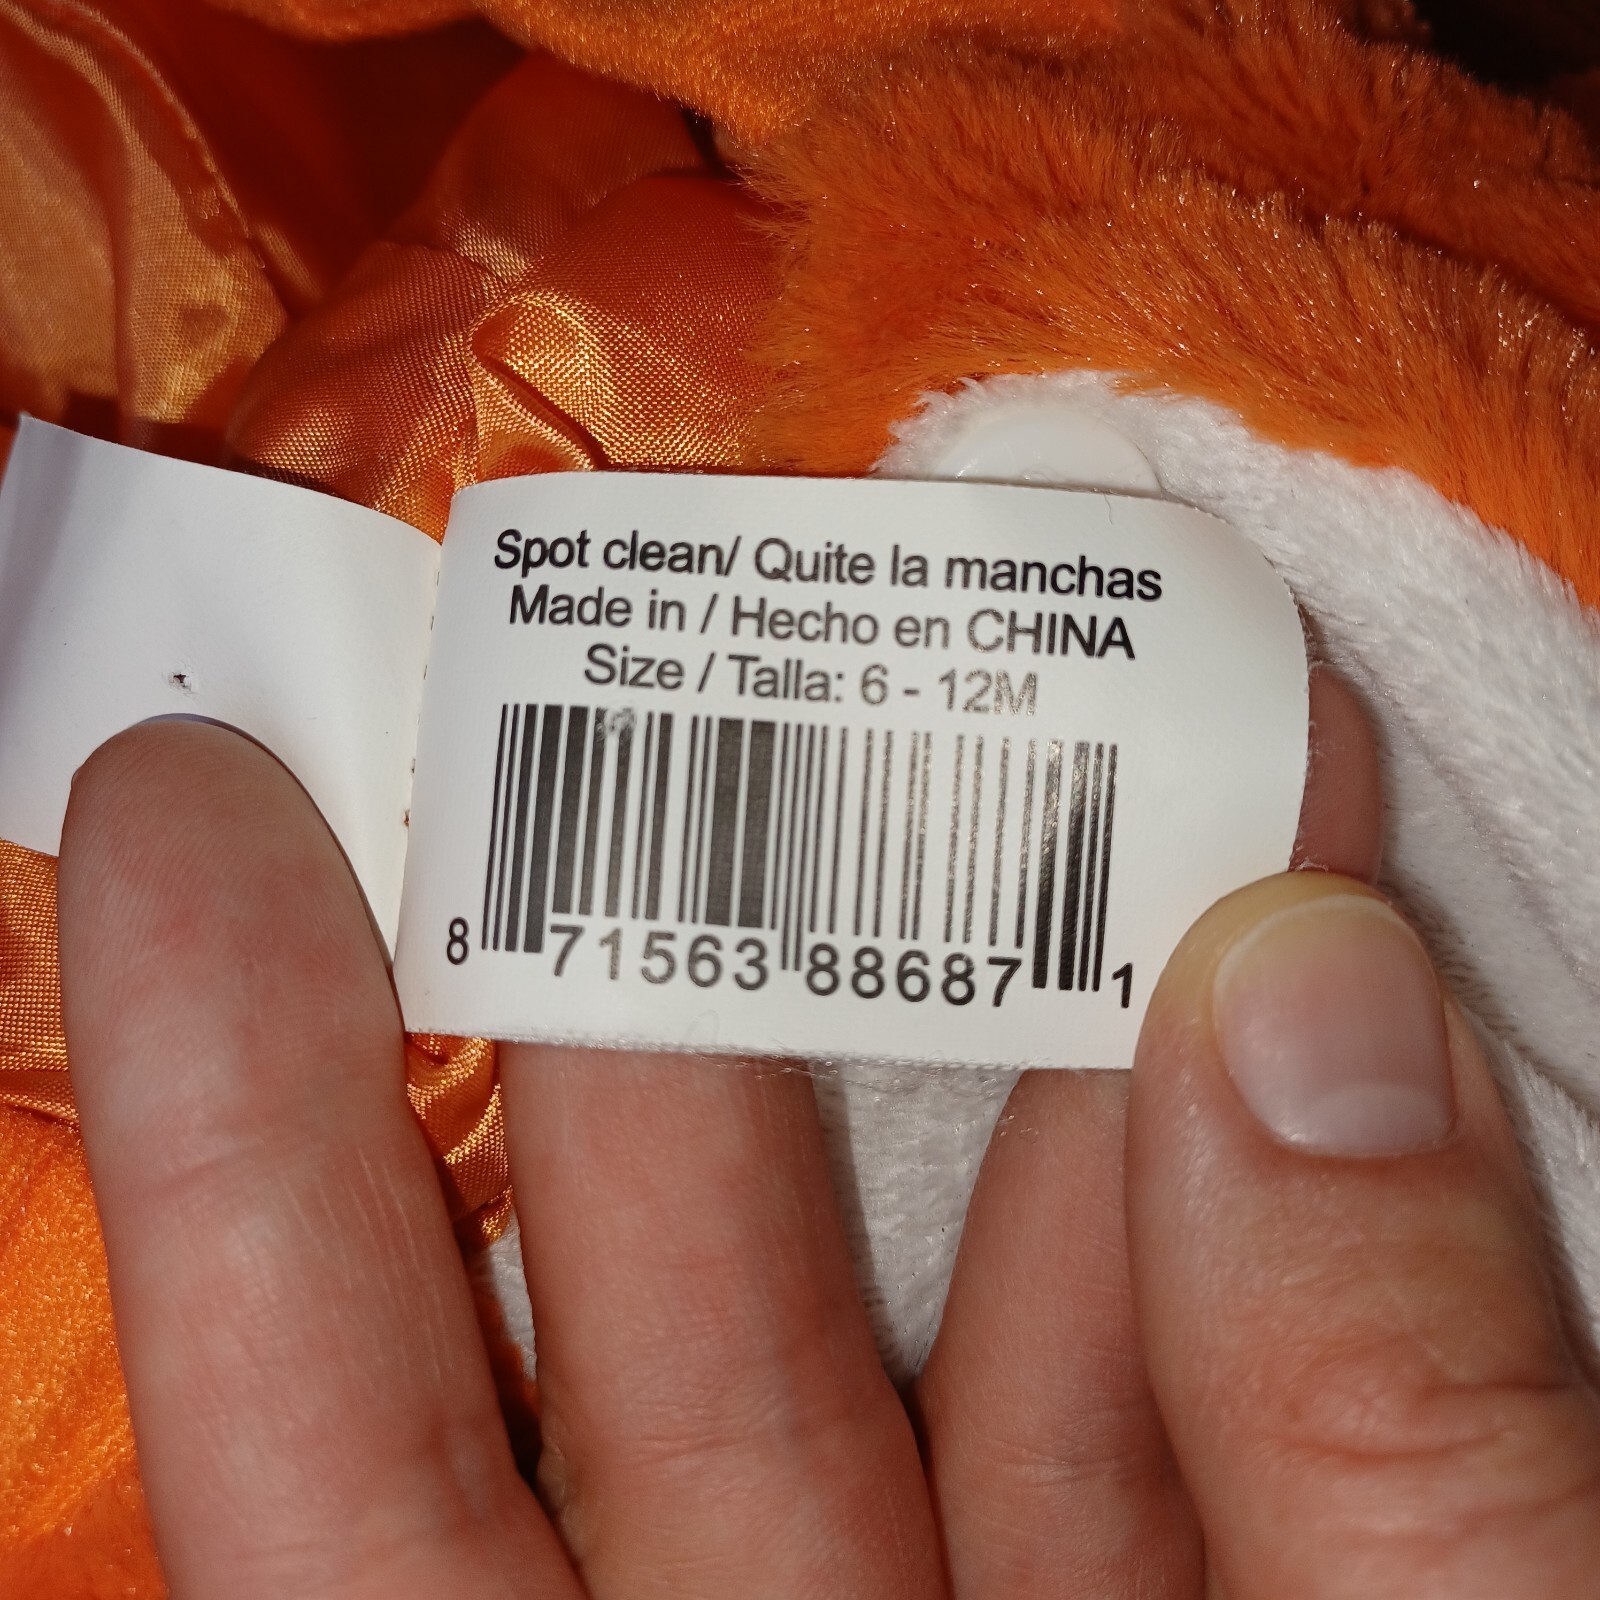 Spot clean/ Quite la manchas
Made in / Hecho en CHINA
Size / Talla: 6 - 12M
8 71563 88687 1